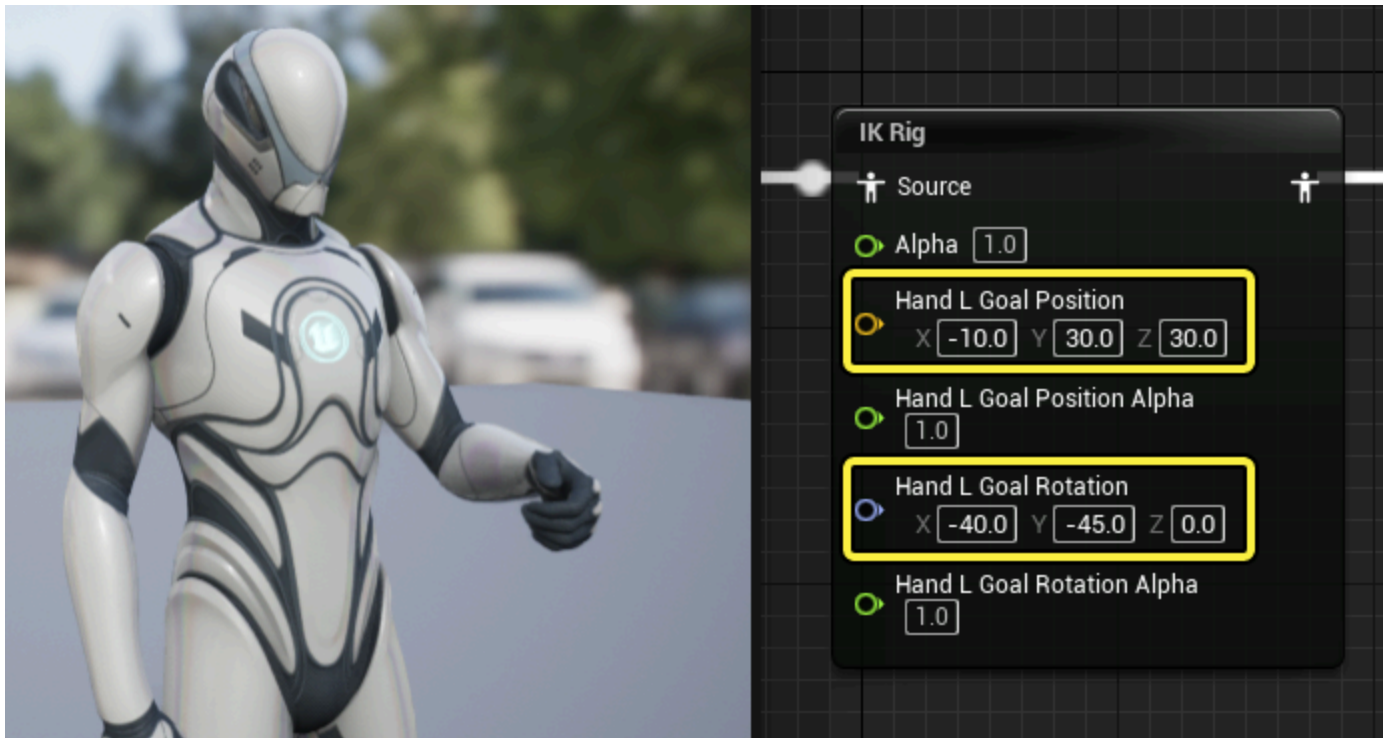 IK Rig
Source
Alpha 1.0
Hand L Goal Position
X -10.0 Y 30.0 Z 30.0
Hand L Goal Position Alpha
1.0
Hand L Goal Rotation
X -40.0 Y -45.0 Z 0.0
Hand L Goal Rotation Alpha
1.0